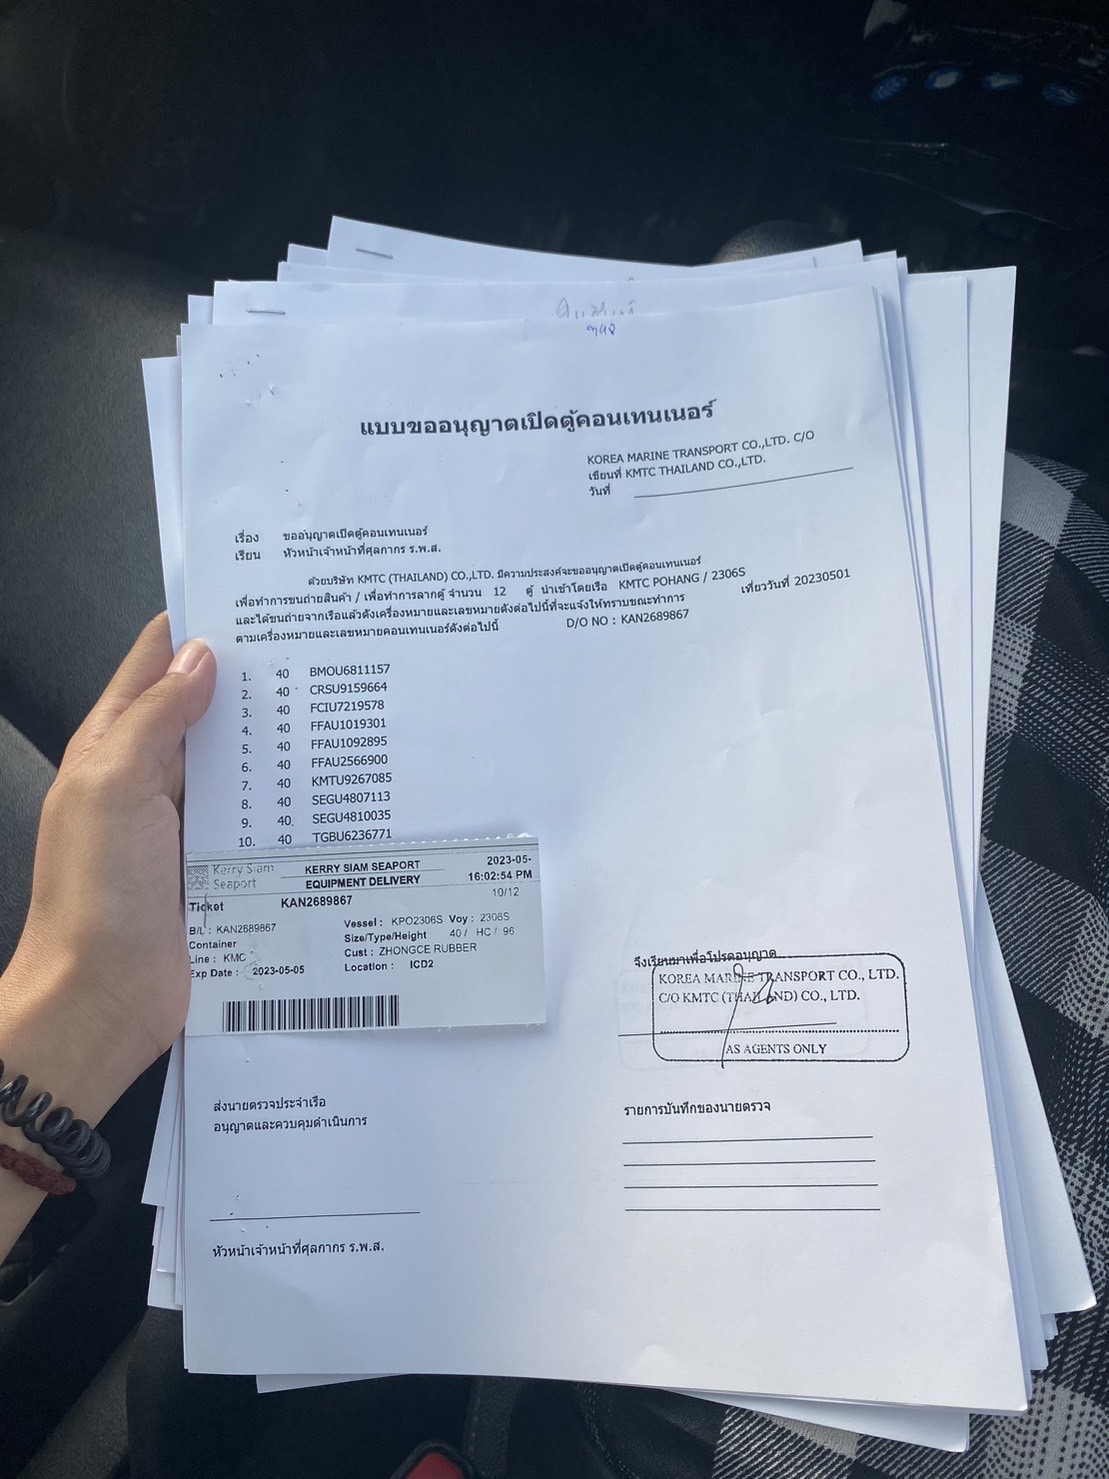 แบบขออนุญาตเปิดตู้คอนเทนเนอร์
KOREA MARINE TRANSPORT CO.,LTD. C/O
เขียนที่ KMTC THAILAND CO.,LTD.
วันที่
เรื่อง ขออนุญาตเปิดตู้คอนเทนเนอร์
เรียน หัวหน้าเจ้าหน้าที่ศุลกากร ร.พ.ส.
ด้วยบริษัท KMTC (THAILAND) CO.,LTD. มีความประสงค์จะขออนุญาตเปิดตู้คอนเทนเนอร์
เพื่อทำการขนถ่ายสินค้า / เพื่อทำการลากตู้ จำนวน 12 ตู้ นำเข้าโดยเรือ KMTC POHANG / 2306S เที่ยววันที่ 20230501
และได้ขนถ่ายจากเรือแล้วดังเครื่องหมายและเลขหมายดังต่อไปนี้ที่จะแจ้งให้ทราบขณะทำการ
ตามเครื่องหมายและเลขหมายคอนเทนเนอร์ดังต่อไปนี้ D/O NO : KAN2689867
1. 40 BMOU6811157
2. 40 CRSU9159664
3. 40 FCIU7219578
4. 40 FFAU1019301
5. 40 FFAU1092895
6. 40 FFAU2566900
7. 40 KMTU9267085
8. 40 SEGU4807113
9. 40 SEGU4810035
10. 40 TGBU6236771
Kerry Siam
Seaport
KERRY SIAM SEAPORT
EQUIPMENT DELIVERY
2023-05-
16:02:54 PM
10/12
Ticket KAN2689867
B/L : KAN2689867
Container
Line : KMC
Exp Date : 2023-05-05
Vessel : KPO2306S Voy : 2306S
Size/Type/Height 40 / HC / 96
Cust : ZHONGCE RUBBER
Location : ICD2
จึงเรียนมาเพื่อโปรดอนุญาต
KOREA MARINE TRANSPORT CO., LTD.
C/O KMTC (THAILAND) CO., LTD.
AS AGENTS ONLY
ส่งนายตรวจประจำเรือ
อนุญาตและควบคุมดำเนินการ
หัวหน้าเจ้าหน้าที่ศุลกากร ร.พ.ส.
รายการบันทึกของนายตรวจ